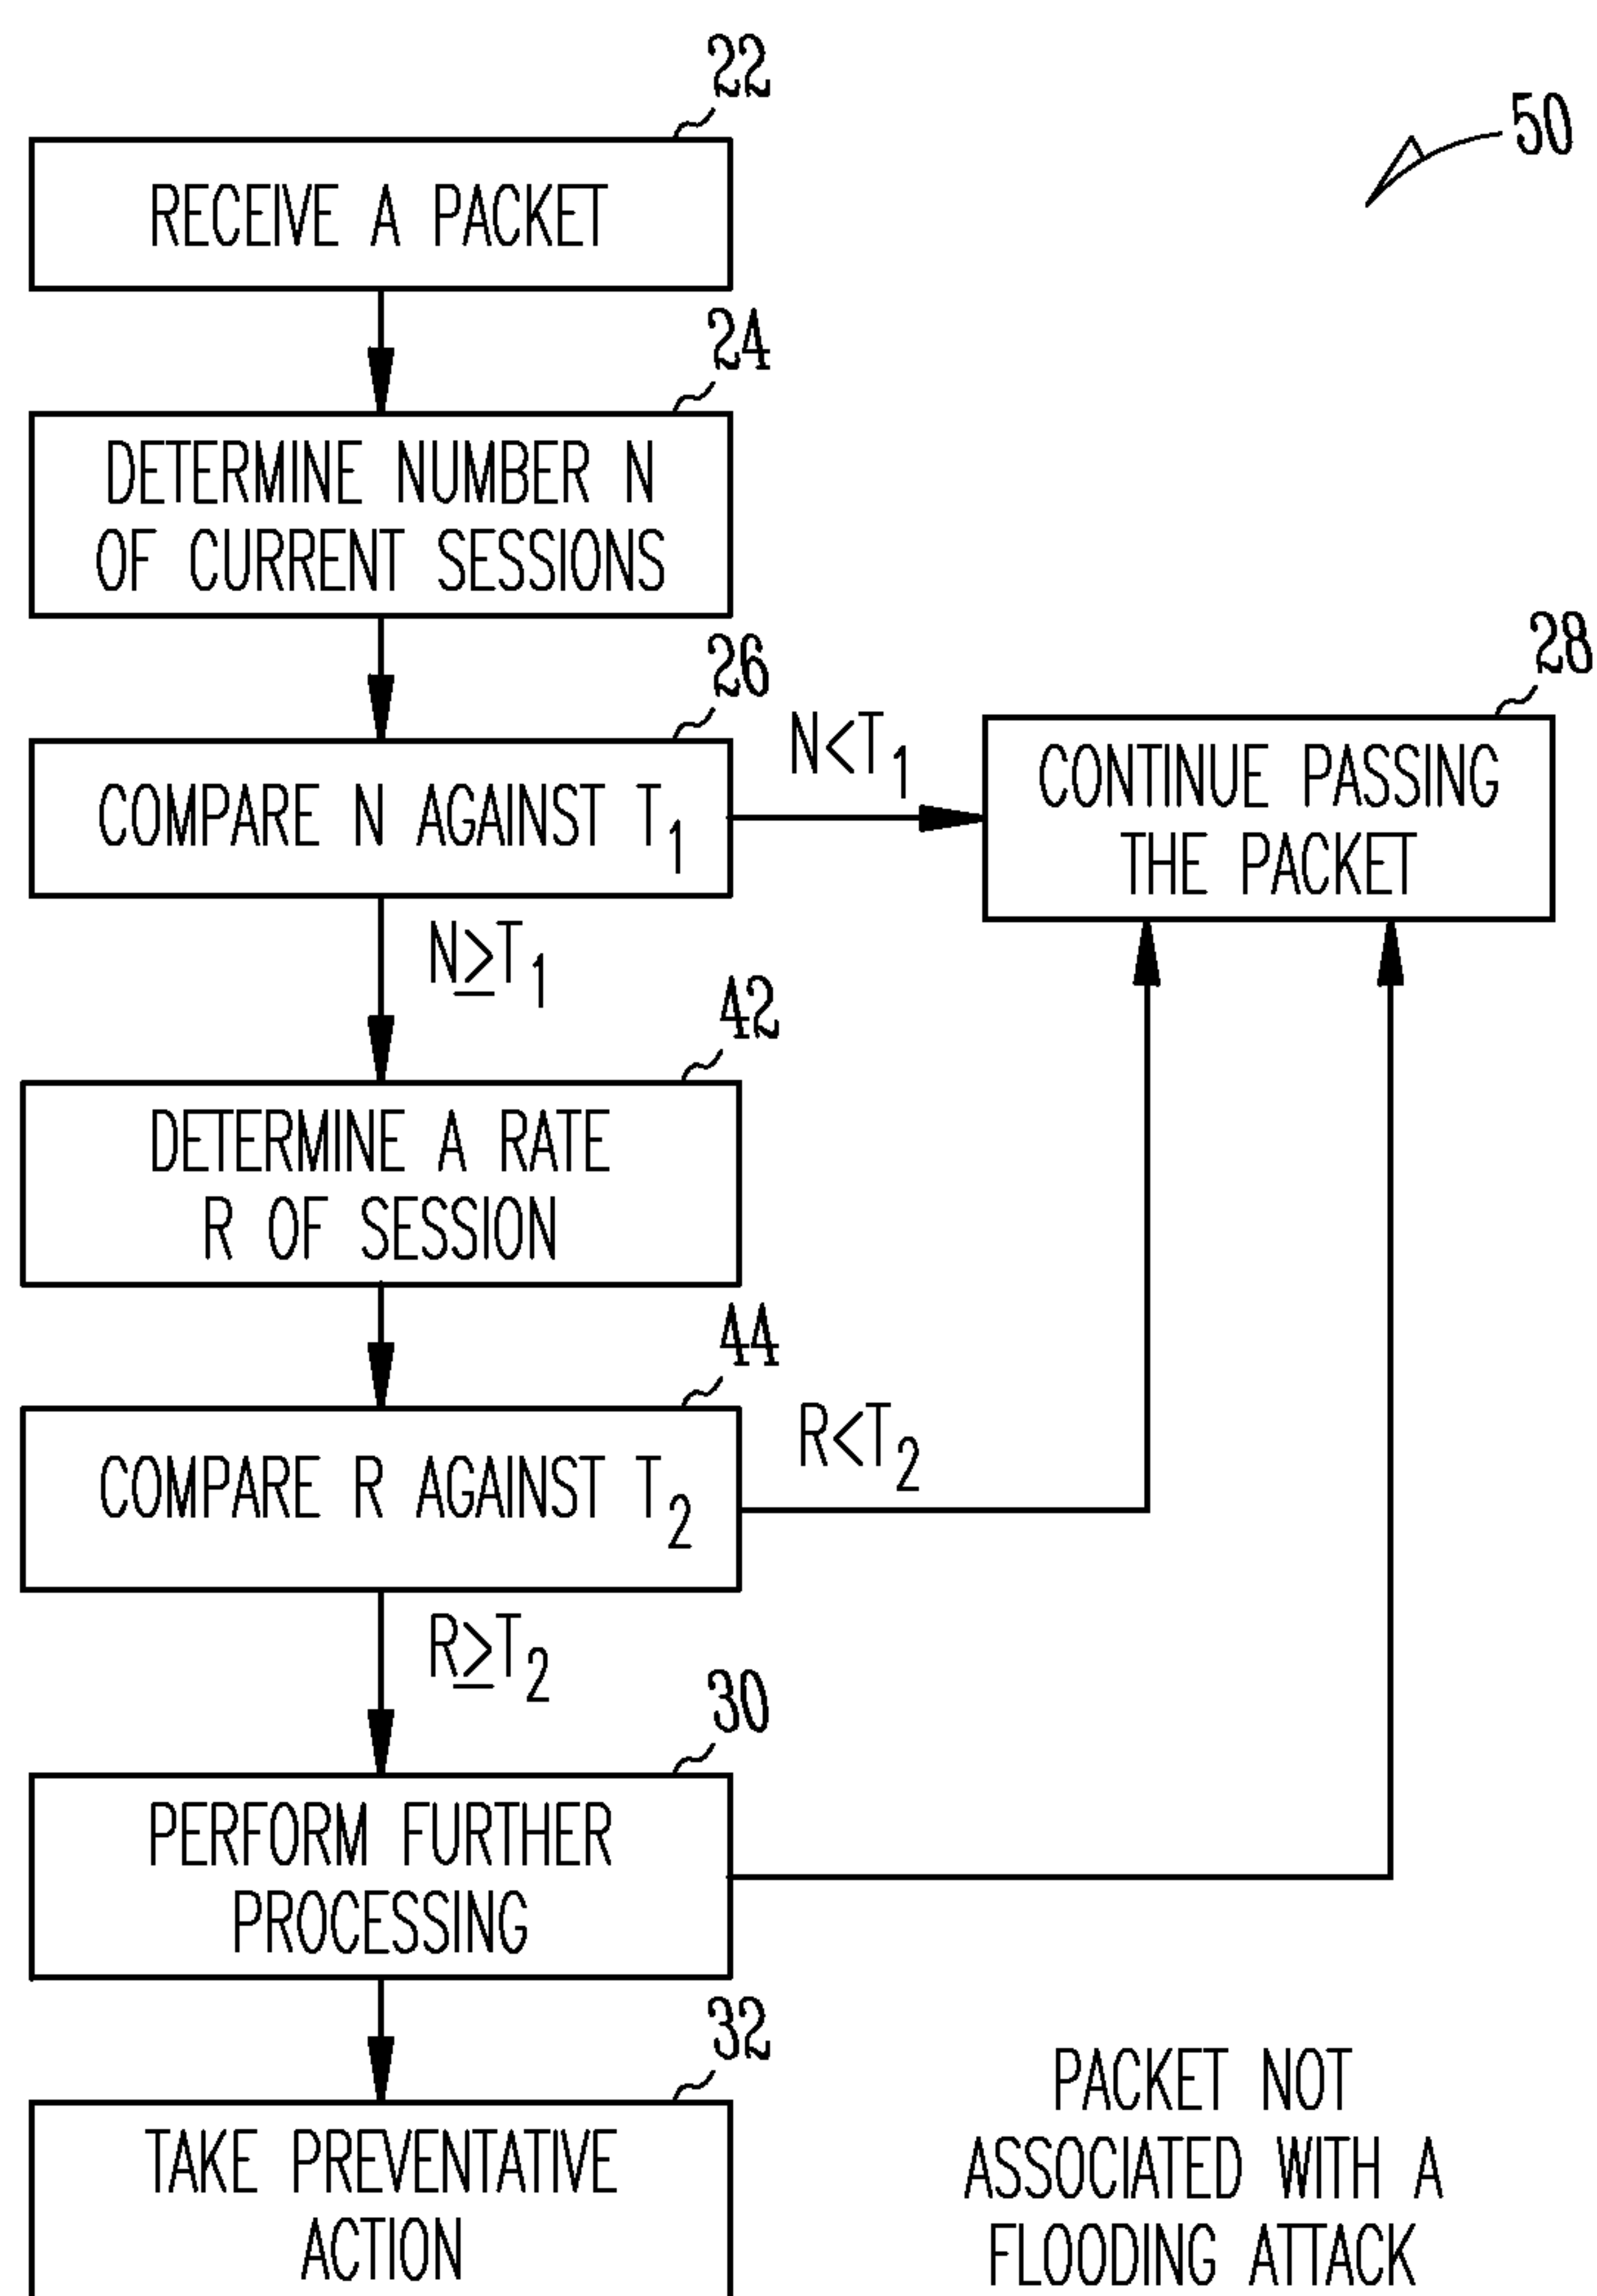 22
50
RECEIVE A PACKET
24
DETERMINE NUMBER N
OF CURRENT SESSIONS
26
28
N<T1
COMPARE N AGAINST T1
CONTINUE PASSING
THE PACKET
N≥T1
42
DETERMINE A RATE
R OF SESSION
44
R<T2
COMPARE R AGAINST T2
R≥T2
30
PERFORM FURTHER
PROCESSING
32
TAKE PREVENTATIVE
ACTION
PACKET NOT
ASSOCIATED WITH A
FLOODING ATTACK